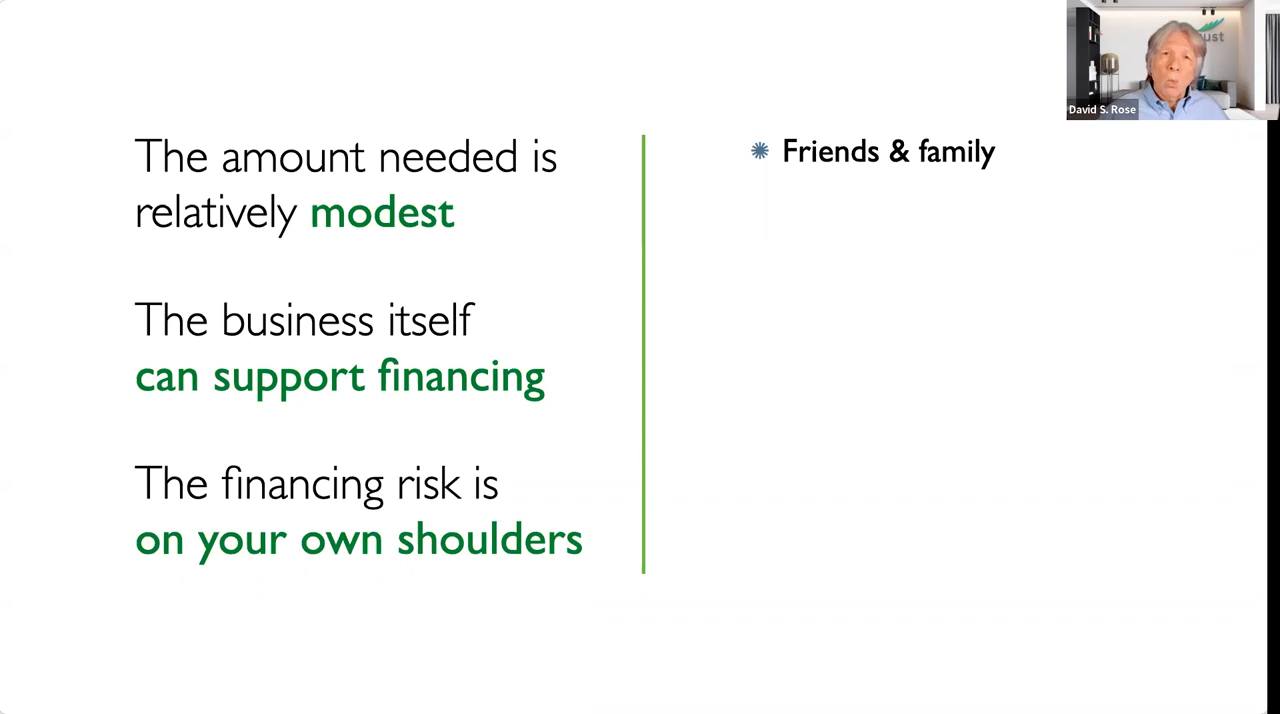 The amount needed is
relatively modest
The business itself
can support financing
The financing risk is
on your own shoulders
Friends & family
ust
David S. Rose